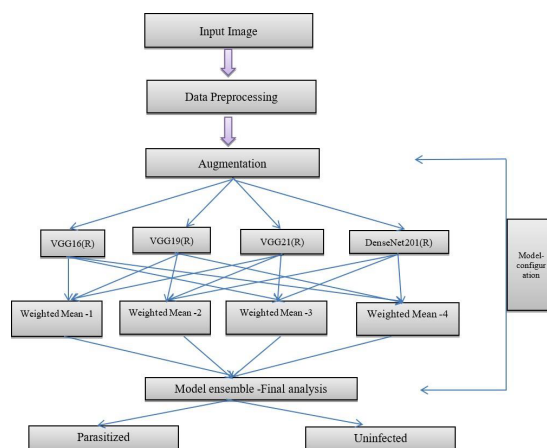 Input Image
Data Preprocessing
Augmentation
VGG16(R)
VGG19(R)
VGG21(R)
DenseNet201(R)
Model-
configur
ation
Weighted Mean -1
Weighted Mean -2
Weighted Mean -3
Weighted Mean -4
Model ensemble -Final analysis
Parasitized
Uninfected